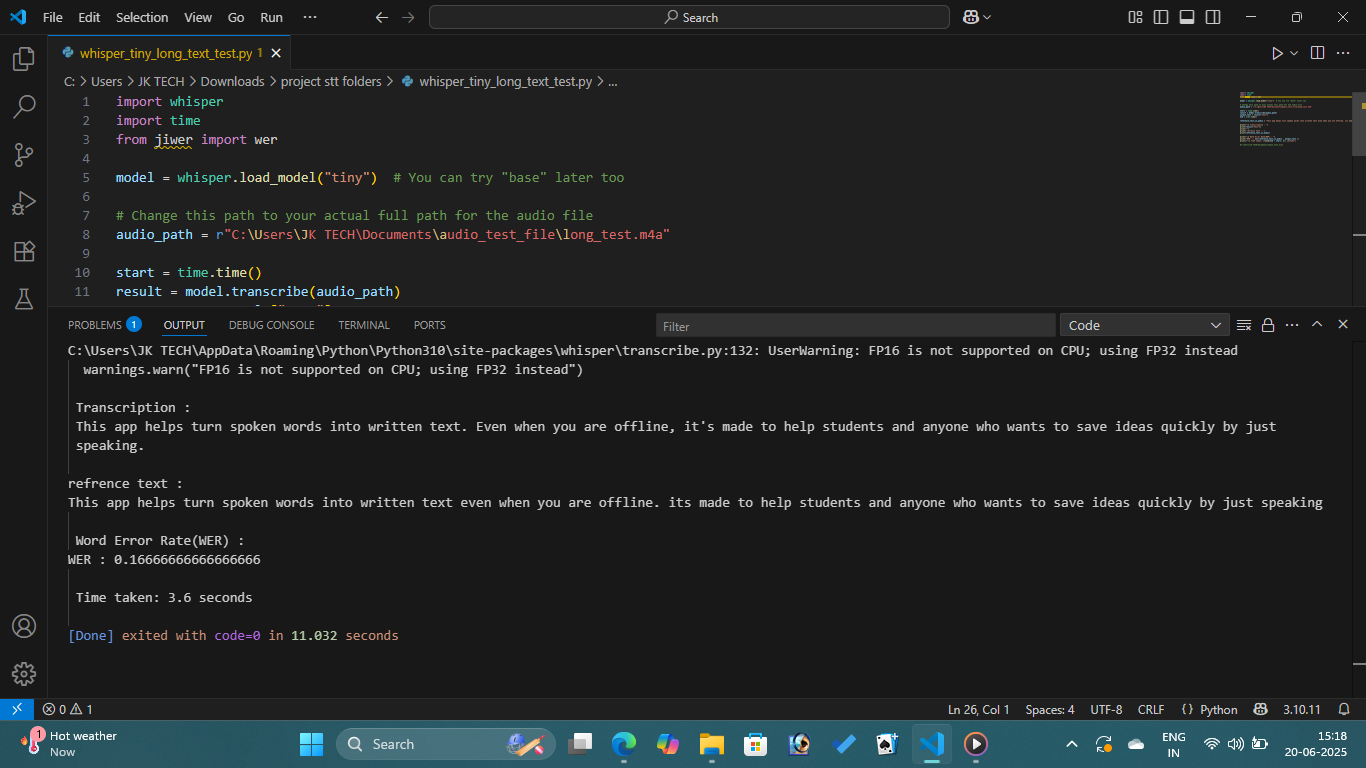 File Edit Selection View Go Run ··· Search
whisper_tiny_long_text_test.py 1
C: > Users > JK TECH > Downloads > project stt folders > whisper_tiny_long_text_test.py > ...
1 import whisper
2 import time
3 from jiwer import wer
4
5 model = whisper.load_model("tiny")  # You can try "base" later too
6
7 # Change this path to your actual full path for the audio file
8 audio_path = r"C:\Users\JK TECH\Documents\audio_test_file\long_test.m4a"
9
10 start = time.time()
11 result = model.transcribe(audio_path)
PROBLEMS 1 OUTPUT DEBUG CONSOLE TERMINAL PORTS Filter Code
C:\Users\JK TECH\AppData\Roaming\Python\Python310\site-packages\whisper\transcribe.py:132: UserWarning: FP16 is not supported on CPU; using FP32 instead
warnings.warn("FP16 is not supported on CPU; using FP32 instead")
Transcription :
This app helps turn spoken words into written text. Even when you are offline, it's made to help students and anyone who wants to save ideas quickly by just
speaking.
refrence text :
This app helps turn spoken words into written text even when you are offline. its made to help students and anyone who wants to save ideas quickly by just speaking
Word Error Rate(WER) :
WER : 0.16666666666666666
Time taken: 3.6 seconds
[Done] exited with code=0 in 11.032 seconds
0 1 Ln 26, Col 1 Spaces: 4 UTF-8 CRLF {} Python 3.10.11
1 Hot weather
Now
Search
ENG
IN
15:18
20-06-2025